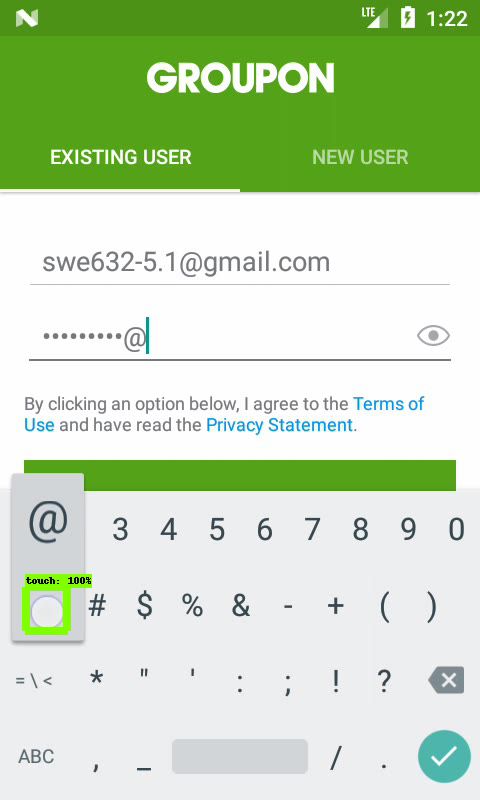 LTE 1:22
GROUPON
EXISTING USER NEW USER
swe632-5.1@gmail.com
•••••••••@
By clicking an option below, I agree to the Terms of
Use and have read the Privacy Statement.
@ 3 4 5 6 7 8 9 0
touch: 100%
# $ % & - + ( )
= \ < * " ' : ; ! ?
ABC , _ / .